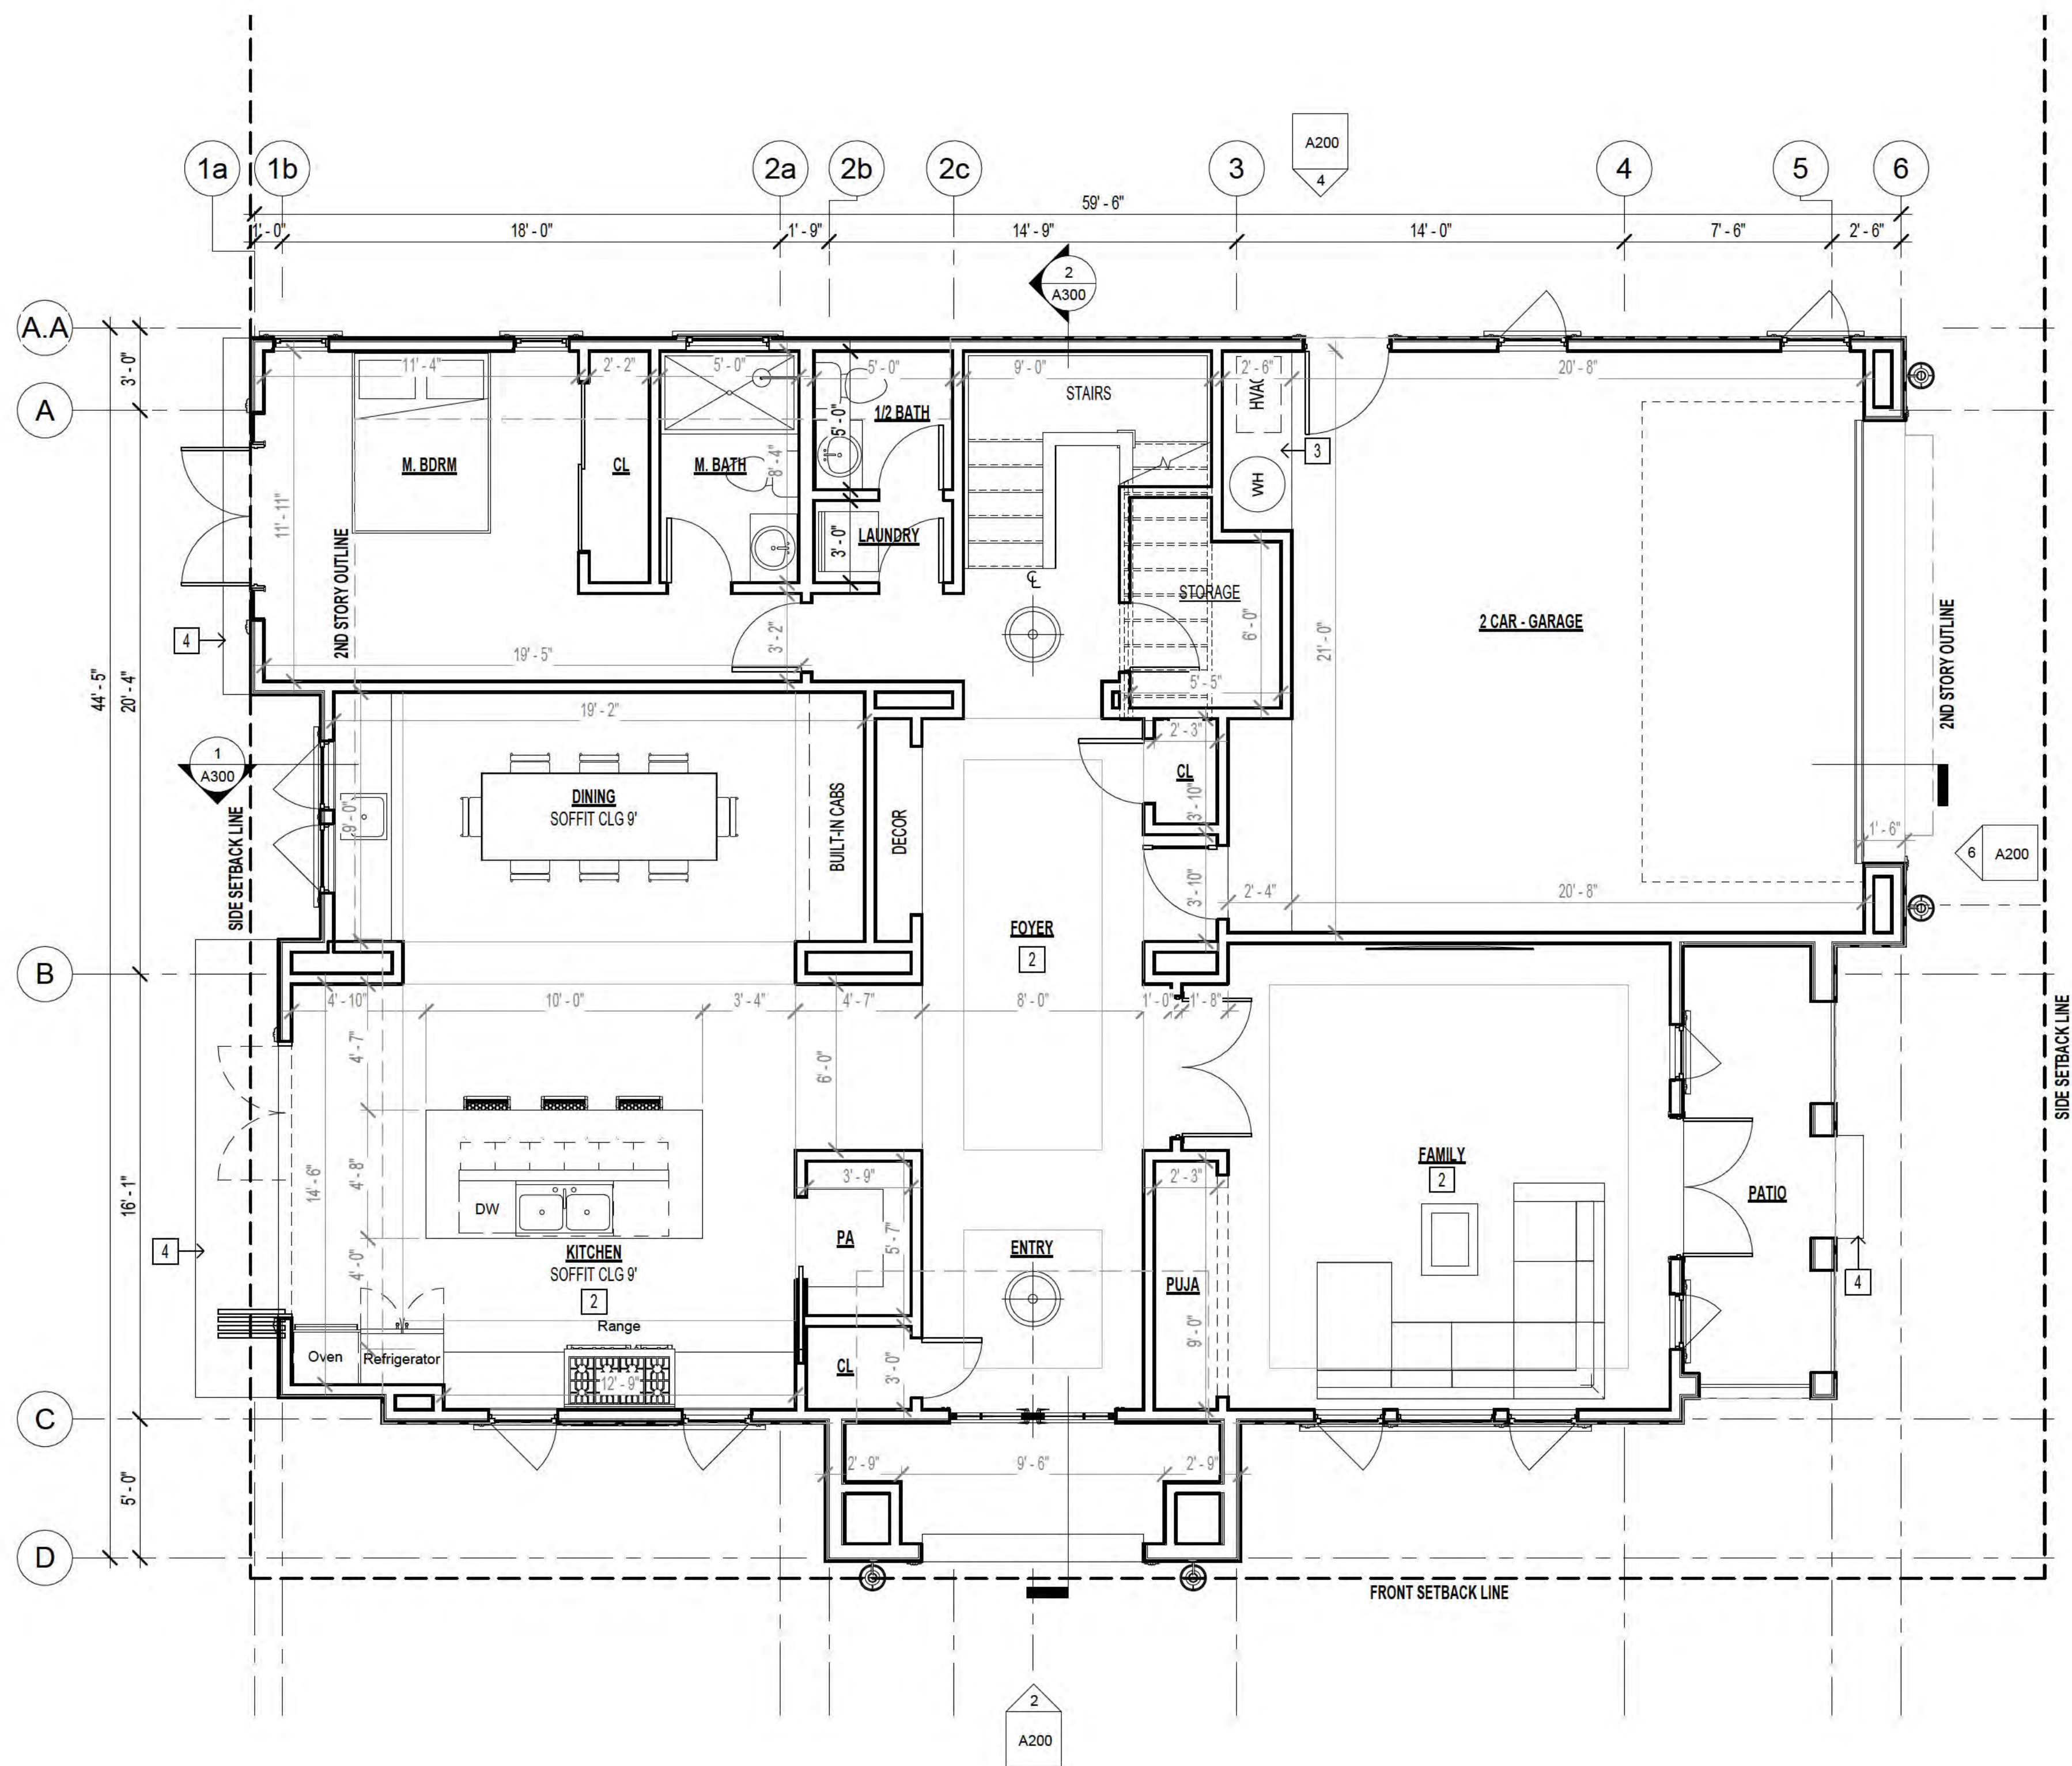 A200
4
1a
1b
2a
2b
2c
3
4
5
6
59' - 6"
1' - 0"
18' - 0"
1' - 9"
14' - 9"
14' - 0"
7' - 6"
2' - 6"
2
A300
A.A
A
B
C
D
3' - 0"
44' - 5"
20' - 4"
16' - 1"
5' - 0"
11' - 4"
2' - 2"
5' - 0"
5' - 0"
9' - 0"
2' - 6"
20' - 8"
STAIRS
HVAC
1/2 BATH
5' - 0"
M. BDRM
CL
M. BATH
8' - 4"
3
WH
11' - 11"
LAUNDRY
3' - 0"
2ND STORY OUTLINE
STORAGE
6' - 0"
21' - 0"
2 CAR - GARAGE
2ND STORY OUTLINE
4
3' - 2"
19' - 5"
5' - 5"
19' - 2"
2' - 3"
1
A300
DINING
SOFFIT CLG 9'
9' - 0"
BUILT-IN CABS
DECOR
CL
3' - 10"
SIDE SETBACK LINE
1' - 6"
6
A200
3' - 10"
2' - 4"
20' - 8"
FOYER
2
4' - 10"
10' - 0"
3' - 4"
4' - 7"
8' - 0"
1' - 0"
1' - 8"
4' - 7"
6' - 0"
SIDE SETBACK LINE
14' - 6"
4' - 8"
3' - 9"
2' - 3"
FAMILY
2
PATIO
DW
PA
5' - 7"
4
KITCHEN
SOFFIT CLG 9'
2
4' - 0"
ENTRY
PUJA
4
Range
Oven
Refrigerator
12' - 9"
CL
3' - 0"
9' - 0"
2' - 9"
9' - 6"
2' - 9"
FRONT SETBACK LINE
2
A200